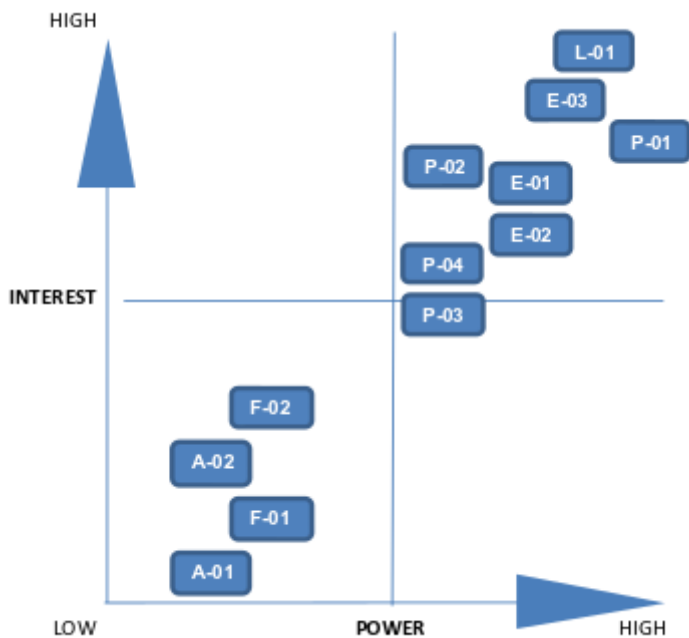 HIGH
L-01
E-03
P-01
P-02
E-01
E-02
P-04
INTEREST
P-03
F-02
A-02
F-01
A-01
LOW
POWER
HIGH